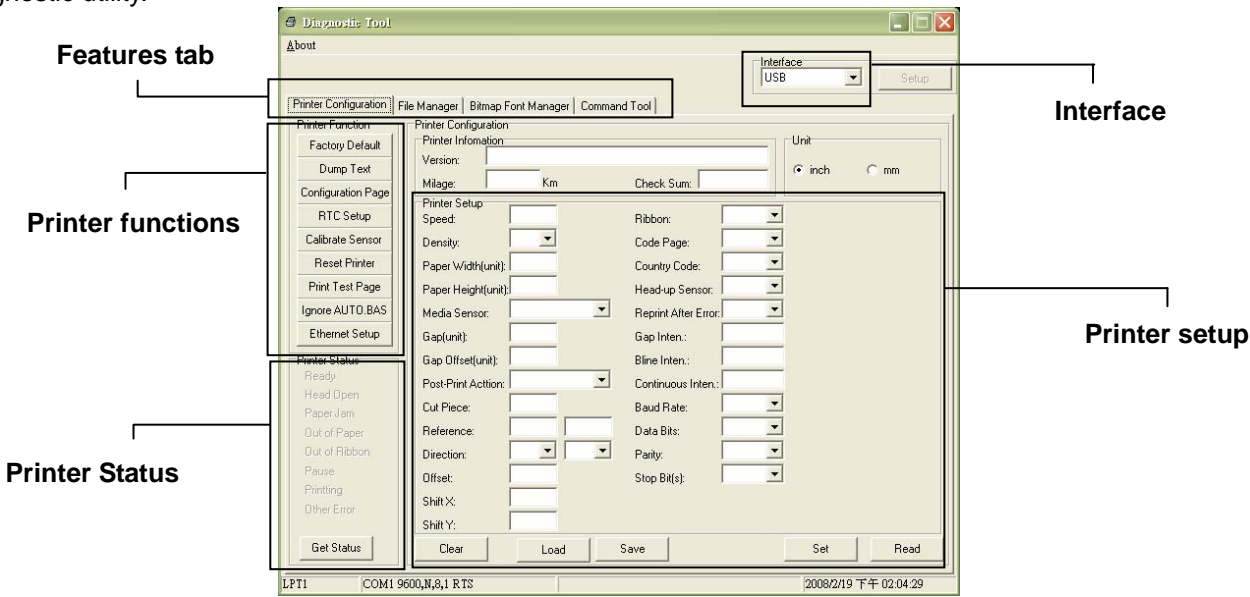 gnostic utility.
Diagnostic Tool
About
Features tab
Interface
USB
Setup
Interface
Printer Configuration
File Manager
Bitmap Font Manager
Command Tool
Printer Function
Factory Default
Dump Text
Configuration Page
RTC Setup
Calibrate Sensor
Reset Printer
Print Test Page
Ignore AUTO.BAS
Ethernet Setup
Printer functions
Printer Configuration
Printer Infomation
Version:
Milage:
Km
Check Sum:
Unit
inch
mm
Printer Setup
Speed:
Ribbon:
Density:
Code Page:
Paper Width(unit):
Country Code:
Paper Height(unit):
Head-up Sensor:
Media Sensor:
Reprint After Error:
Gap(unit):
Gap Inten.:
Gap Offset(unit):
Bline Inten.:
Post-Print Acttion:
Continuous Inten.:
Cut Piece:
Baud Rate:
Reference:
Data Bits:
Direction:
Parity:
Offset:
Stop Bit(s):
Shift X:
Shift Y:
Printer setup
Printer Status
Ready
Head Open
Paper Jam
Out of Paper
Out of Ribbon
Pause
Printting
Other Error
Get Status
Printer Status
Clear
Load
Save
Set
Read
LPT1
COM1 9600,N,8,1 RTS
2008/2/19 下午 02:04:29